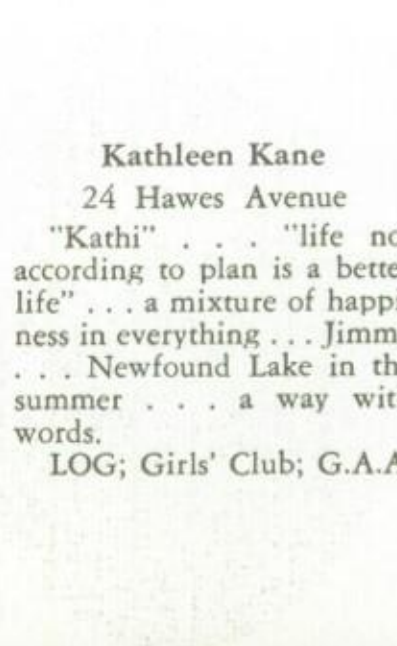 Kathleen Kane
24 Hawes Avenue
"Kathi" . . . "life no
according to plan is a bette
life" . . . a mixture of happi
ness in everything . . . Jimm
. . . Newfound Lake in th
summer . . . a way wit
words.
LOG; Girls' Club; G.A.A